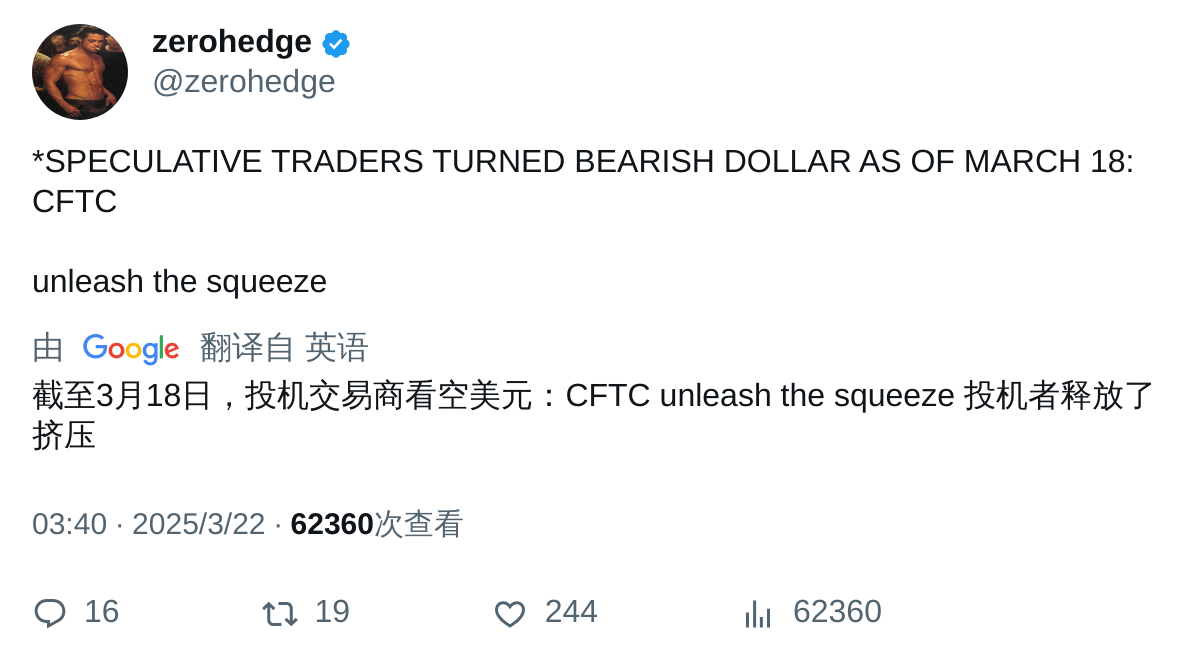 zerohedge
@zerohedge
*SPECULATIVE TRADERS TURNED BEARISH DOLLAR AS OF MARCH 18:
CFTC
unleash the squeeze
由 Google 翻译自 英语
截至3月18日，投机交易商看空美元：CFTC unleash the squeeze 投机者释放了
挤压
03:40 · 2025/3/22 · 62360次查看
16 19 244 62360